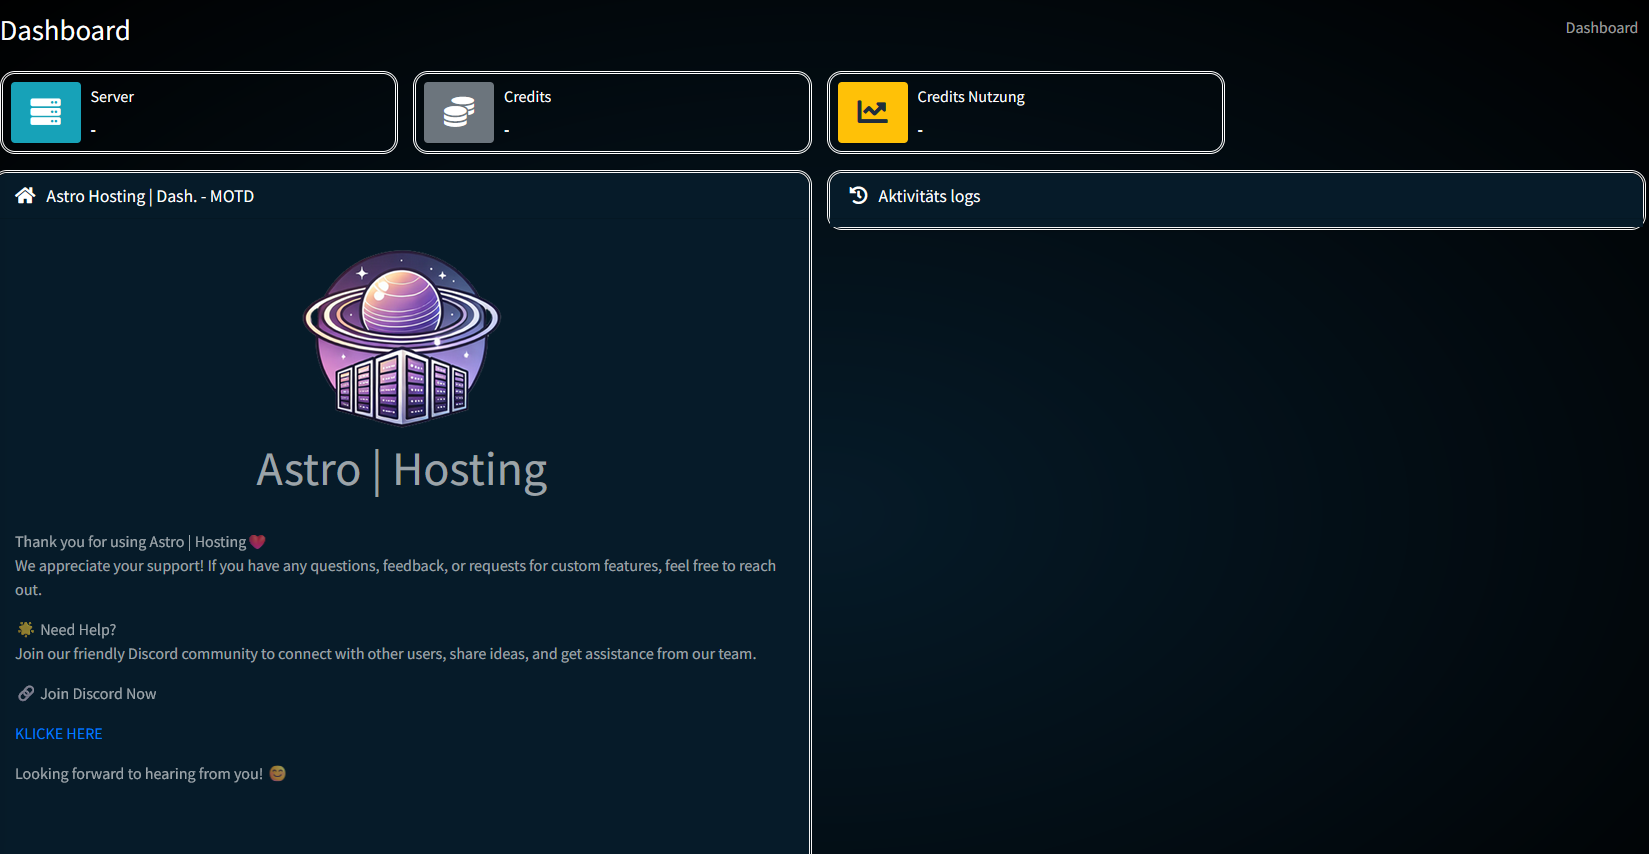 Dashboard
Dashboard
Server
-
Credits
-
Credits Nutzung
-
Astro Hosting | Dash. - MOTD
Aktivitäts logs
Astro | Hosting
Thank you for using Astro | Hosting💗
We appreciate your support! If you have any questions, feedback, or requests for custom features, feel free to reach
out.
🌟 Need Help?
Join our friendly Discord community to connect with other users, share ideas, and get assistance from our team.
🔗 Join Discord Now
KLICKE HERE
Looking forward to hearing from you! 😊